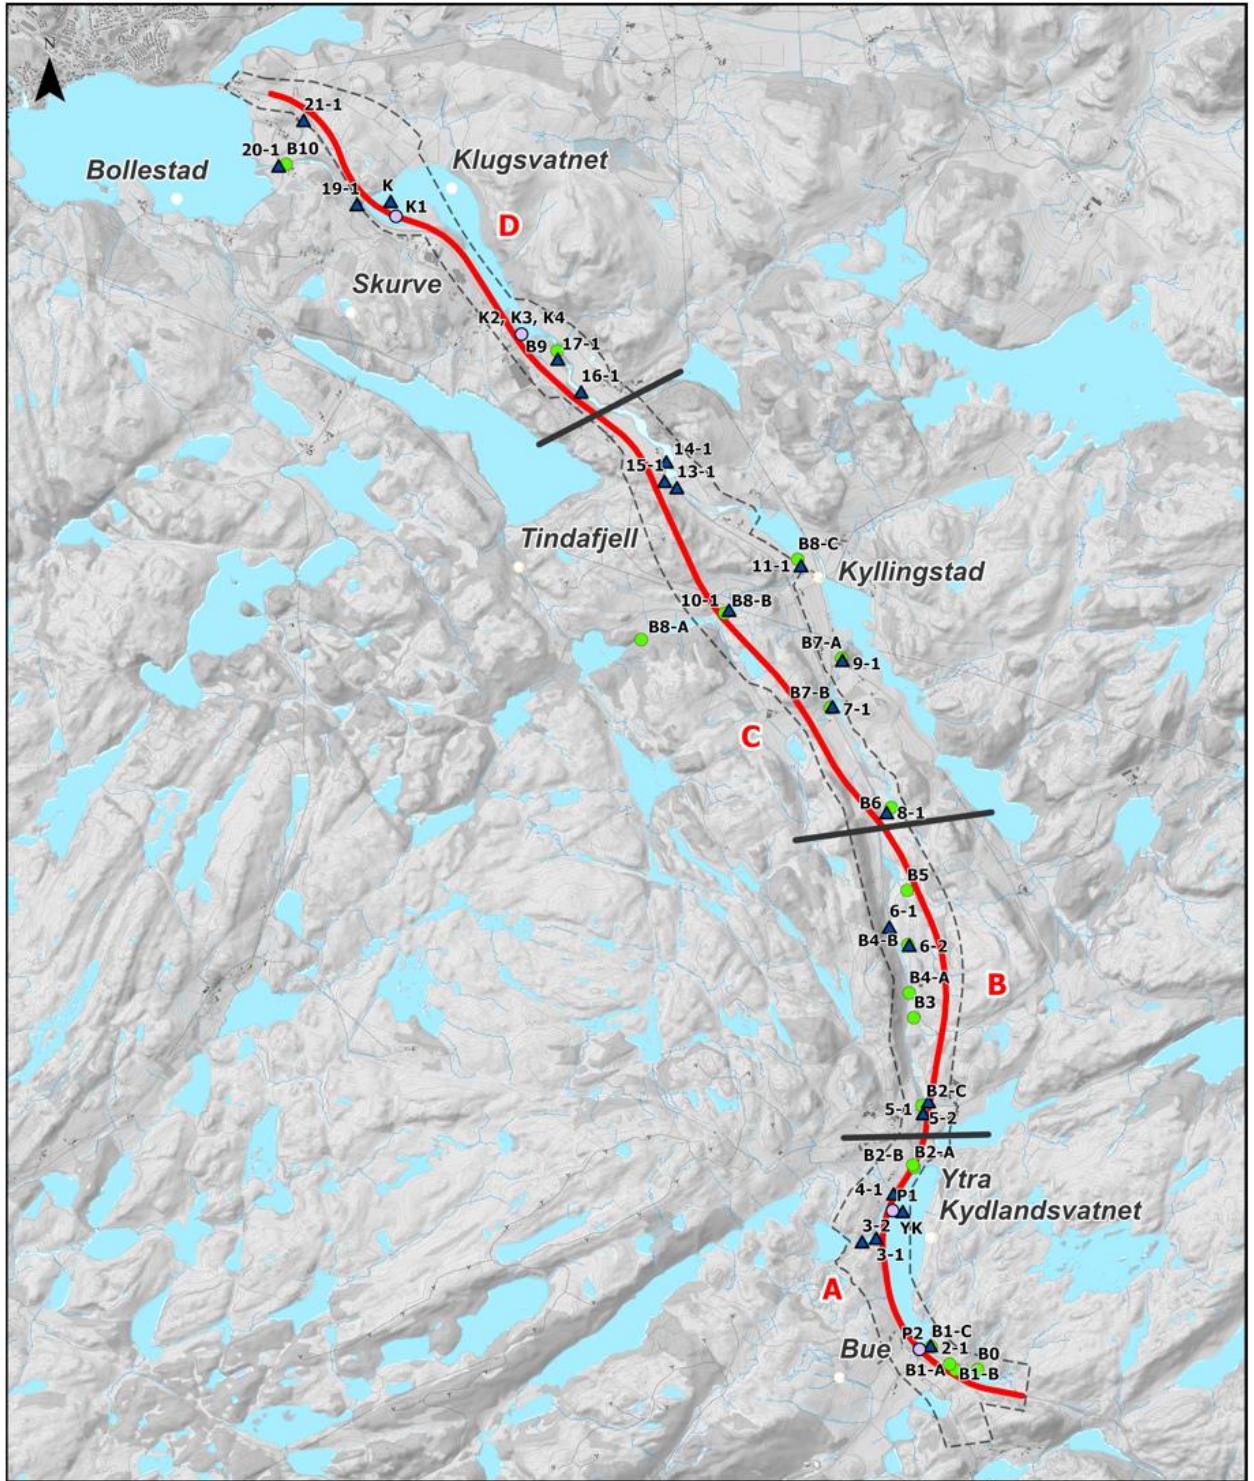 N
21-1
20-1 B10
Bollestad
Klugsvatnet
19-1
K
K1
D
Skurve
K2, K3, K4
B9
17-1
16-1
14-1
15-1
13-1
Tindafjell
B8-C
11-1
Kyllingstad
10-1
B8-B
B8-A
B7-A
9-1
B7-B
7-1
C
B6
8-1
B5
6-1
B4-B
6-2
B4-A
B
B3
B2-C
5-1
5-2
B2-A
B2-B
Ytra
Kydlandsvatnet
4-1
P1
YK
3-2
3-1
A
P2
B1-C
Bue
2-1
B0
B1-A
B1-B